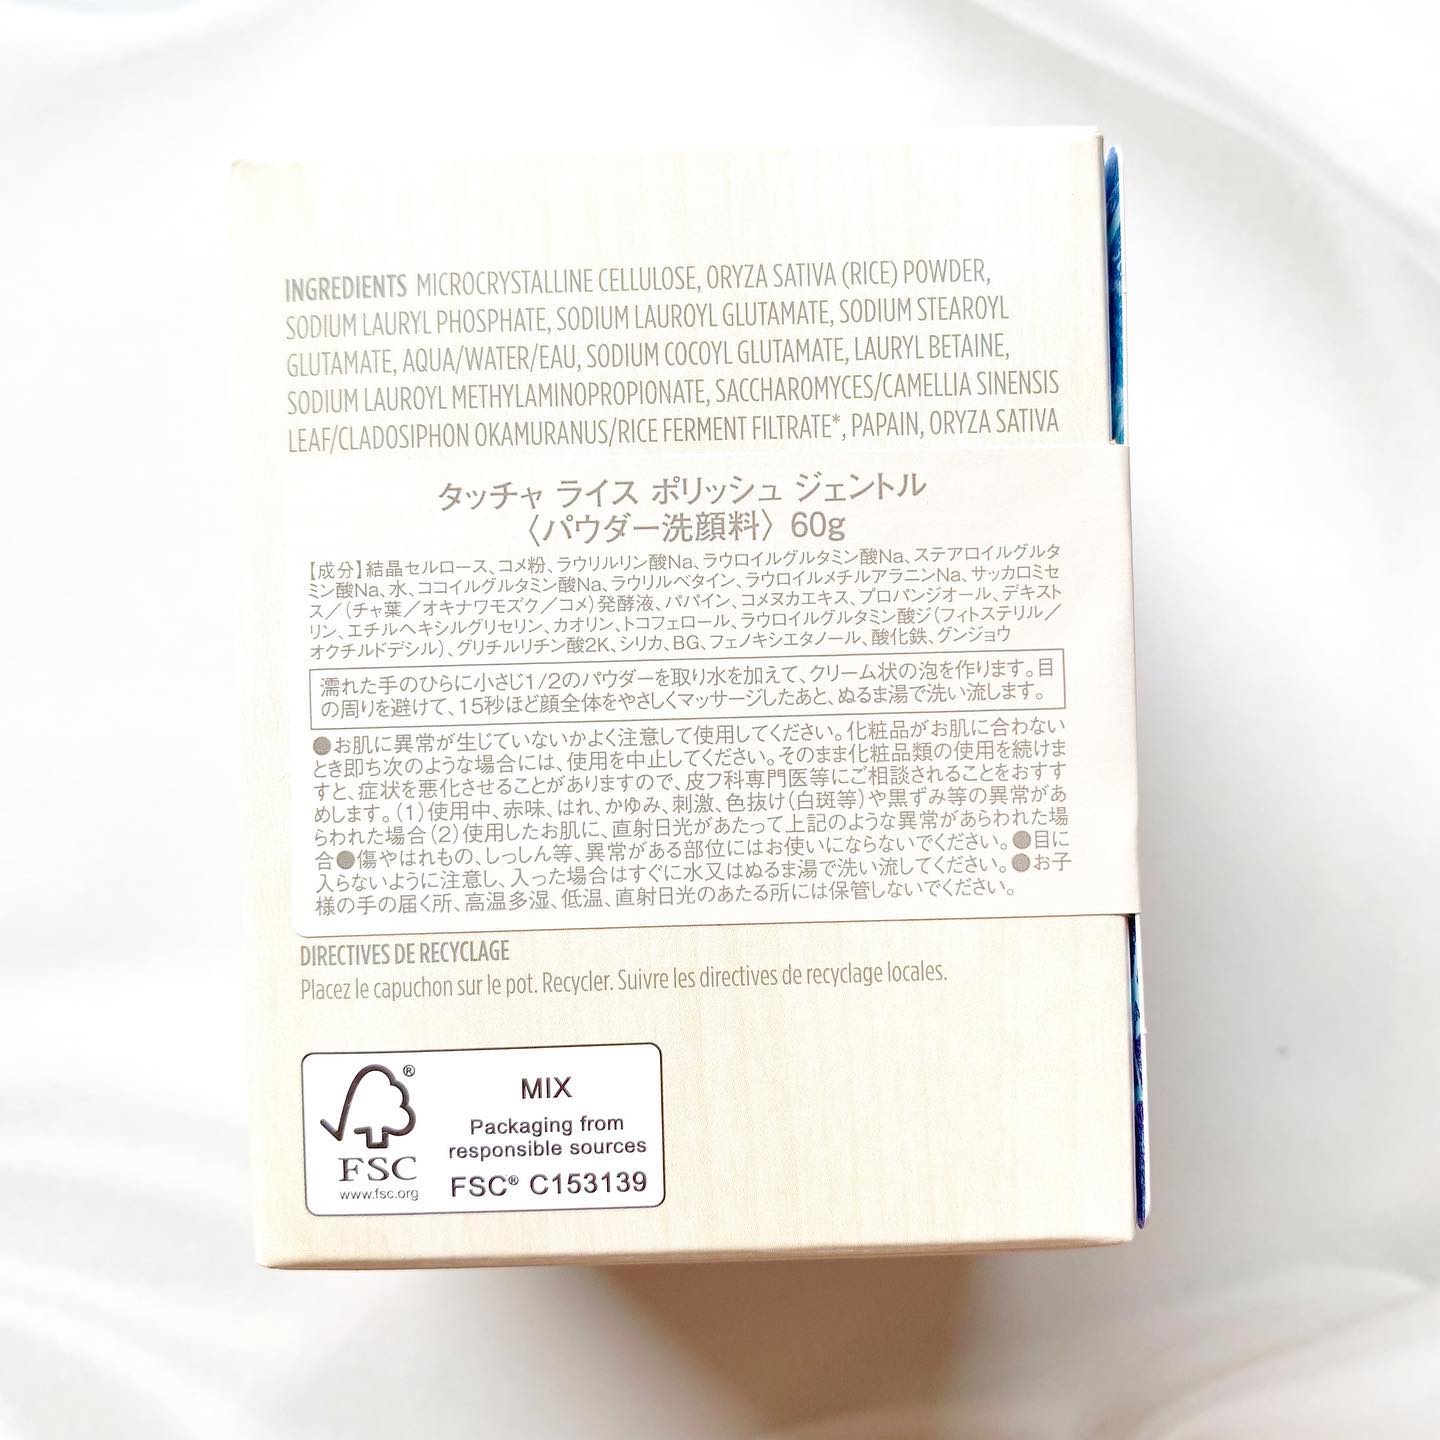 INGREDIENTS MICROCRYSTALLINE CELLULOSE, ORYZA SATIVA (RICE) POWDER,
SODIUM LAURYL PHOSPHATE, SODIUM LAUROYL GLUTAMATE, SODIUM STEAROYL
GLUTAMATE, AQUA/WATER/EAU, SODIUM COCOYL GLUTAMATE, LAURYL BETAINE,
SODIUM LAUROYL METHYLAMINOPROPIONATE, SACCHAROMYCES/CAMELLIA SINENSIS
LEAF/CLADOSIPHON OKAMURANUS/RICE FERMENT FILTRATE*, PAPAIN, ORYZA SATIVA
タッチャ ライス ポリッシュ ジェントル
〈パウダー洗顔料〉 60g
【成分】結晶セルロース、コメ粉、ラウリルリン酸Na、ラウロイルグルタミン酸Na、ステアロイルグルタ
ミン酸Na、水、ココイルグルタミン酸Na、ラウリルベタイン、ラウロイルメチルアラニンNa、サッカロミセ
ス／（チャ葉／オキナワモズク／コメ）発酵液、パパイン、コメヌカエキス、プロパンジオール、デキスト
リン、エチルヘキシルグリセリン、カオリン、トコフェロール、ラウロイルグルタミン酸ジ（フィトステリル／
オクチルドデシル）、グリチルリチン酸2K、シリカ、BG、フェノキシエタノール、酸化鉄、グンジョウ
濡れた手のひらに小さじ1/2のパウダーを取り水を加えて、クリーム状の泡を作ります。目
の周りを避けて、15秒ほど顔全体をやさしくマッサージしたあと、ぬるま湯で洗い流します。
●お肌に異常が生じていないかよく注意して使用してください。化粧品がお肌に合わない
とき即ち次のような場合には、使用を中止してください。そのまま化粧品類の使用を続けま
すと、症状を悪化させることがありますので、皮フ科専門医等にご相談されることをおすす
めします。（1）使用中、赤味、はれ、かゆみ、刺激、色抜け（白斑等）や黒ずみ等の異常があ
らわれた場合（2）使用したお肌に、直射日光があたって上記のような異常があらわれた場
合●傷やはれもの、しっしん等、異常がある部位にはお使いにならないでください。●目に
入らないように注意し、入った場合はすぐに水又はぬるま湯で洗い流してください。●お子
様の手の届く所、高温多湿、低温、直射日光のあたる所には保管しないでください。
DIRECTIVES DE RECYCLAGE
Placez le capuchon sur le pot. Recycler. Suivre les directives de recyclage locales.
®
FSC
www.fsc.org
MIX
Packaging from
responsible sources
FSC® C153139